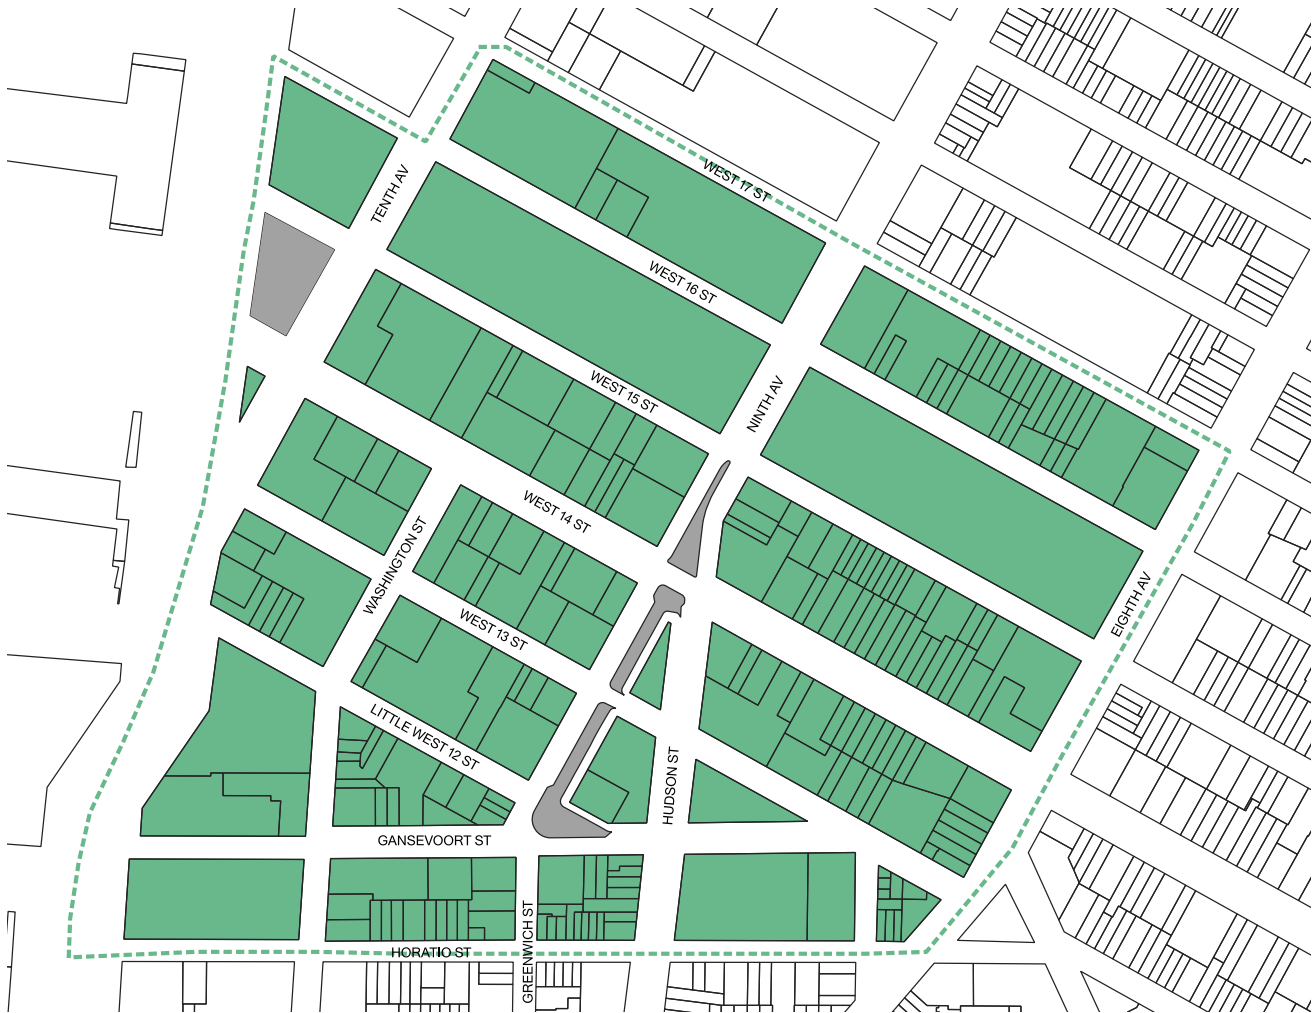 WEST 17 ST
TENTH AV
WEST 16 ST
WEST 15 ST
NINTH AV
WEST 14 ST
WASHINGTON ST
EIGHTH AV
WEST 13 ST
LITTLE WEST 12 ST
HUDSON ST
GANSEVOORT ST
GREENWICH ST
HORATIO ST